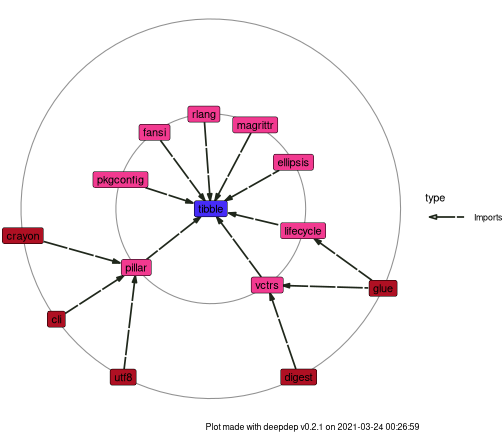 rlang
magrittr
fansi
ellipsis
pkgconfig
type
tibble
Imports
lifecycle
crayon
pillar
vctrs
glue
cli
utf8
digest
Plot made with deepdep v0.2.1 on 2021-03-24 00:26:59